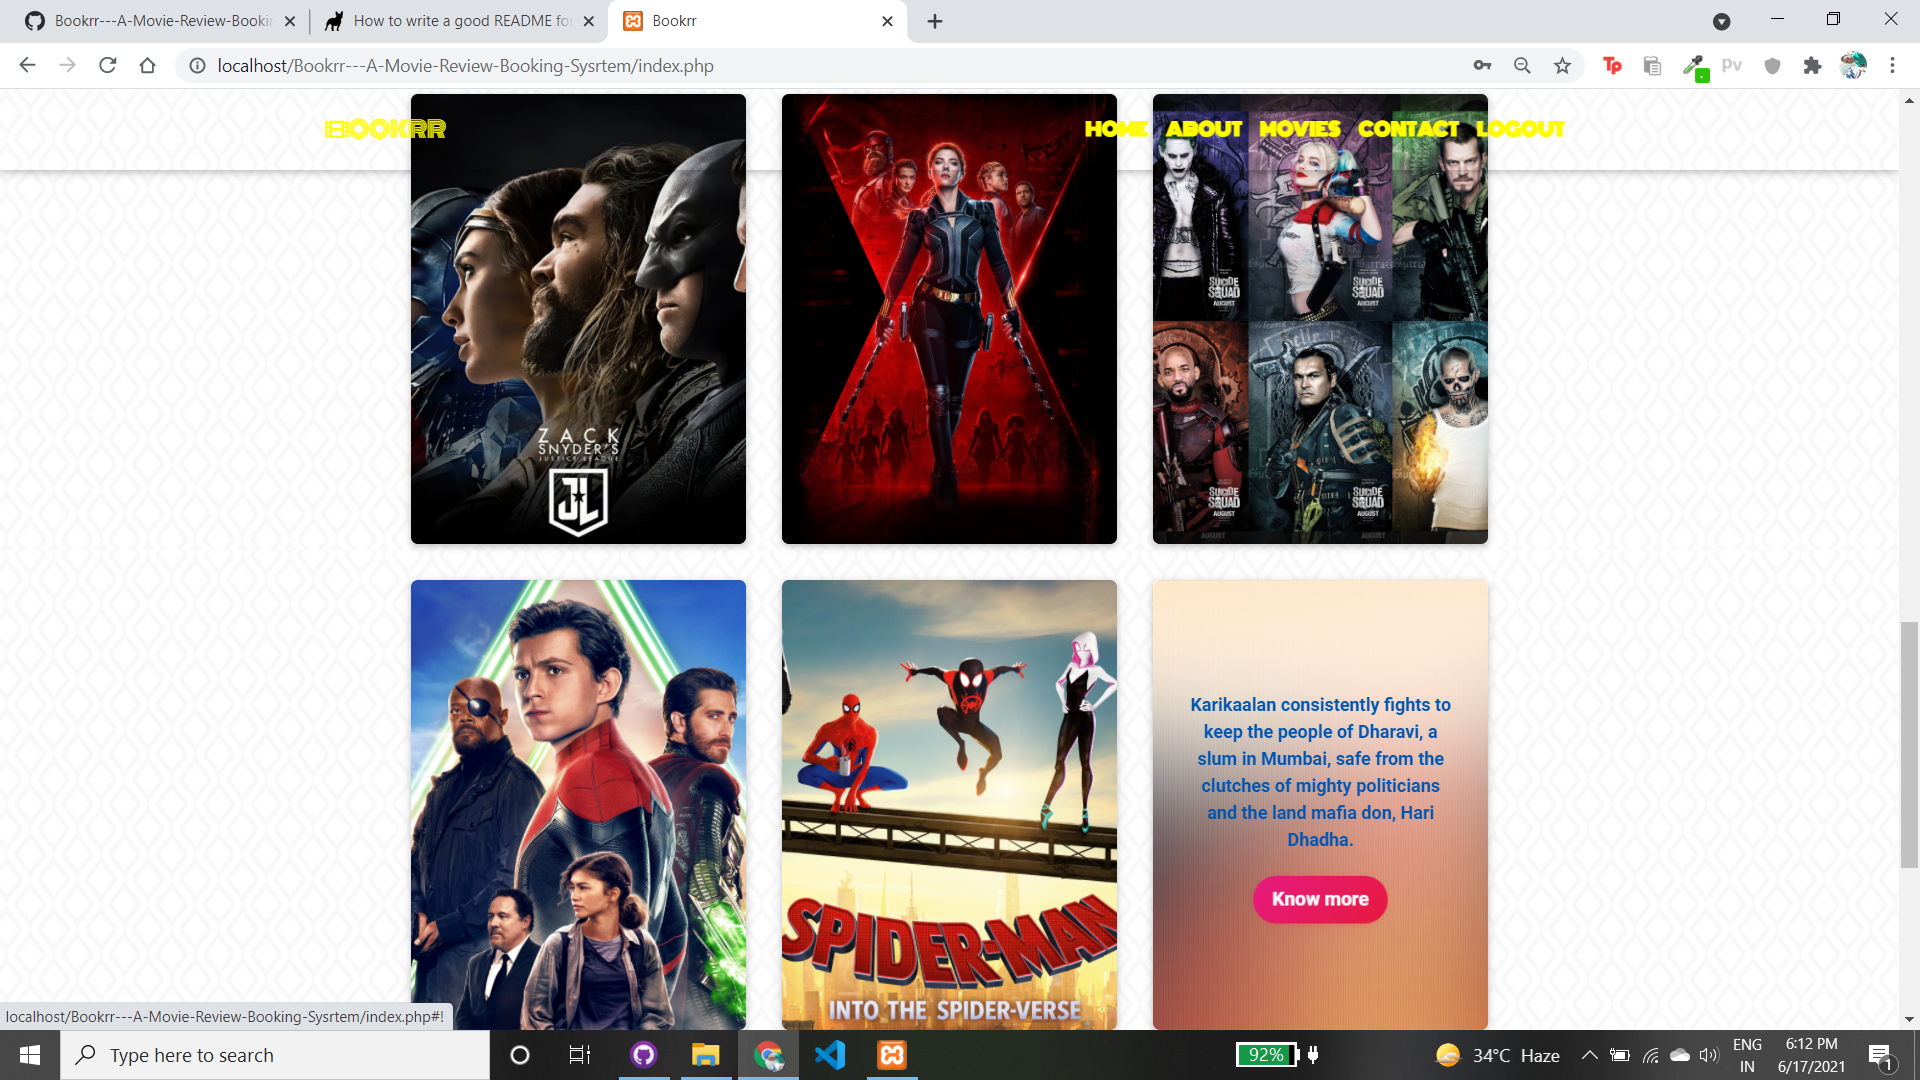 Bookrr---A-Movie-Review-Bookin
How to write a good README for
Bookrr
localhost/Bookrr---A-Movie-Review-Booking-Sysrtem/index.php
BOOKRR
HOME ABOUT MOVIES CONTACT LOGOUT
ZACK
SNYDER'S
JUSTICE LEAGUE
JL
SUICIDE
SQUAD
AUGUST
SUICIDE
SQUAD
AUGUST
SUICIDE
SQUAD
AUGUST
SUICIDE
SQUAD
AUGUST
SPIDER-MAN
INTO THE SPIDER-VERSE
Karikaalan consistently fights to
keep the people of Dharavi, a
slum in Mumbai, safe from the
clutches of mighty politicians
and the land mafia don, Hari
Dhadha.
Know more
localhost/Bookrr---A-Movie-Review-Booking-Sysrtem/index.php#!
Type here to search
92%
34°C Haze
ENG
IN
6:12 PM
6/17/2021
1